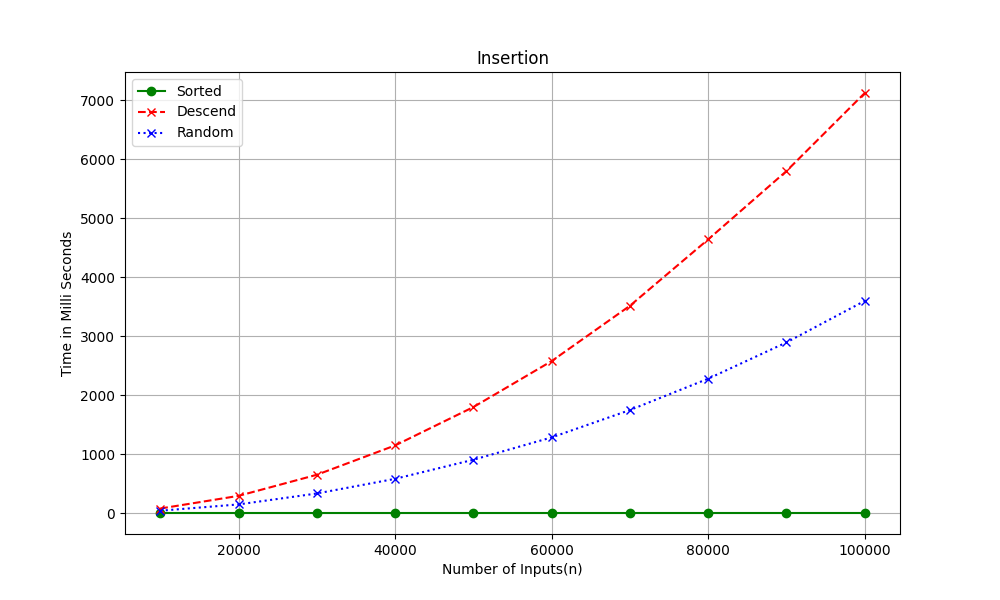 Insertion
Sorted
Descend
Random
7000
6000
5000
4000
3000
2000
1000
0
Time in Milli Seconds
20000 40000 60000 80000 100000
Number of Inputs(n)